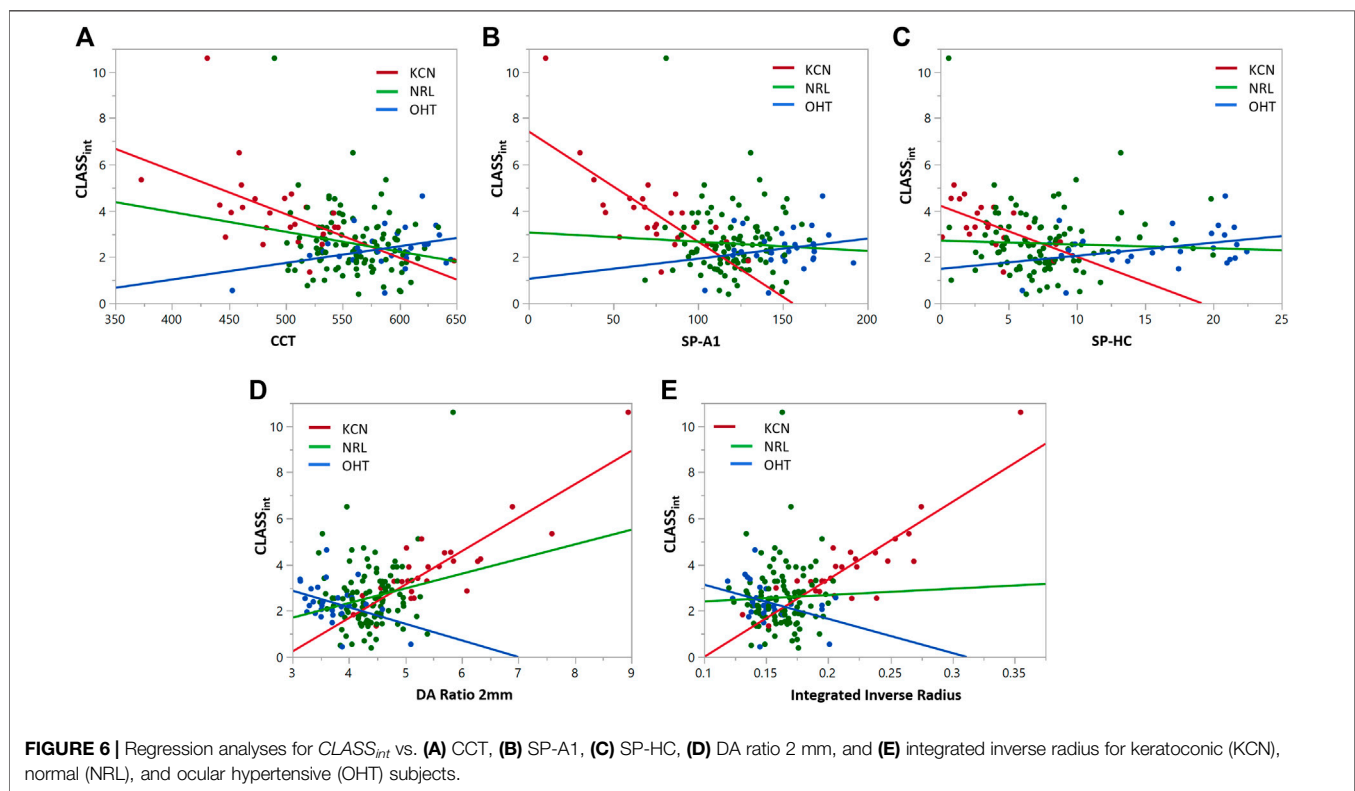 A
CLASSint
10
8
6
4
2
0
KCN
NRL
OHT
350 400 450 500 550 600 650
CCT
B
CLASSint
10
8
6
4
2
0
KCN
NRL
OHT
0 50 100 150 200
SP-A1
C
CLASSint
10
8
6
4
2
0
KCN
NRL
OHT
0 5 10 15 20 25
SP-HC
D
CLASSint
10
8
6
4
2
0
KCN
NRL
OHT
3 4 5 6 7 8 9
DA Ratio 2mm
E
CLASSint
10
8
6
4
2
0
KCN
NRL
OHT
0.1 0.15 0.2 0.25 0.3 0.35
Integrated Inverse Radius
FIGURE 6 | Regression analyses for CLASSint vs. (A) CCT, (B) SP-A1, (C) SP-HC, (D) DA ratio 2 mm, and (E) integrated inverse radius for keratoconic (KCN),
normal (NRL), and ocular hypertensive (OHT) subjects.